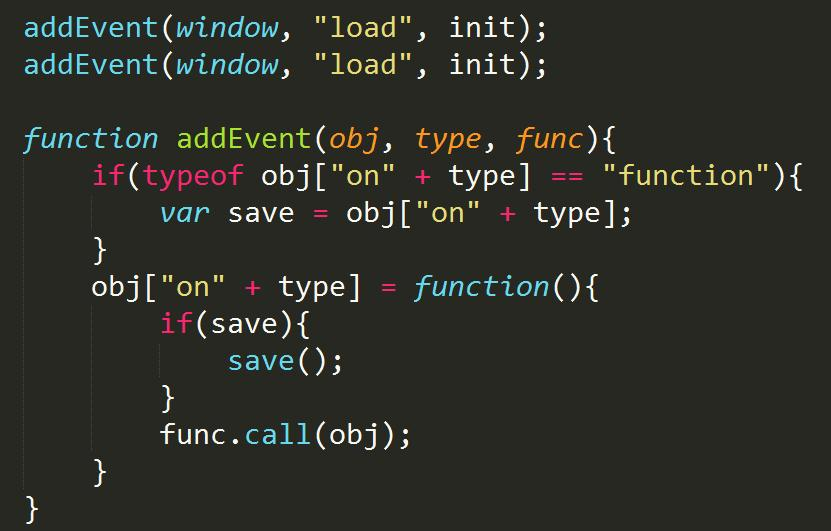 addEvent(window, "load", init);
addEvent(window, "load", init);
function addEvent(obj, type, func){
if(typeof obj["on" + type] == "function"){
var save = obj["on" + type];
}
obj["on" + type] = function(){
if(save){
save();
}
func.call(obj);
}
}